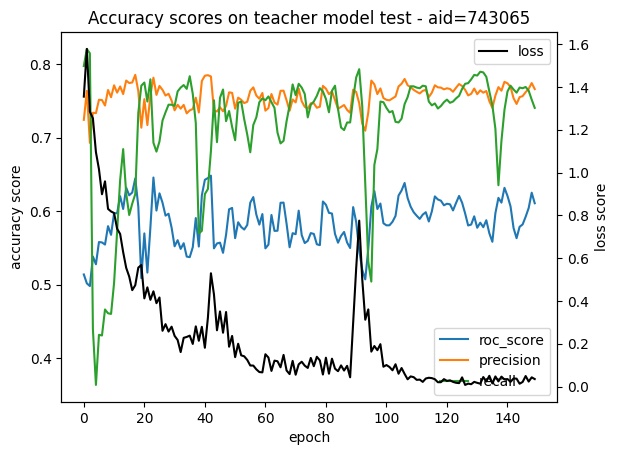 Accuracy scores on teacher model test - aid=743065
loss
accuracy score
0.8
0.7
0.6
0.5
0.4
1.6
1.4
1.2
1.0
0.8
0.6
0.4
0.2
0.0
loss score
roc_score
precision
recall
0 20 40 60 80 100 120 140
epoch